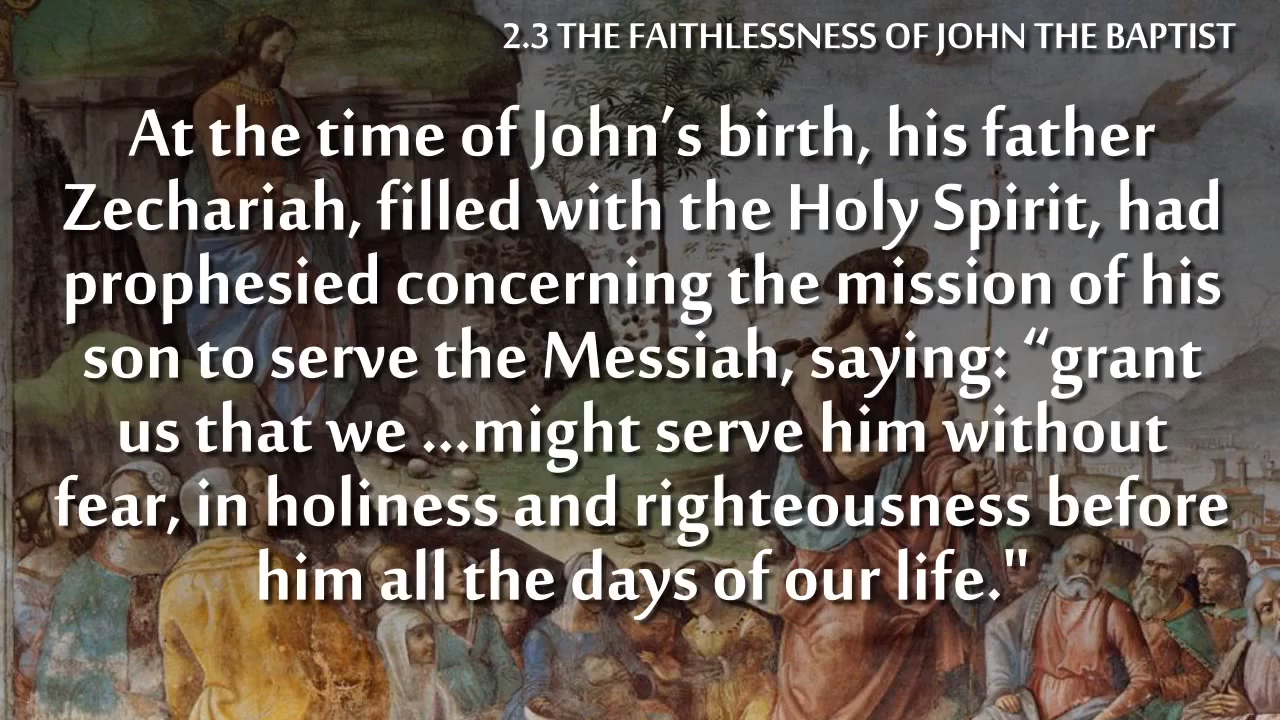 2.3 THE FAITHLESSNESS OF JOHN THE BAPTIST
At the time of John’s birth, his father
Zechariah, filled with the Holy Spirit, had
prophesied concerning the mission of his
son to serve the Messiah, saying: “grant
us that we ...might serve him without
fear, in holiness and righteousness before
him all the days of our life."